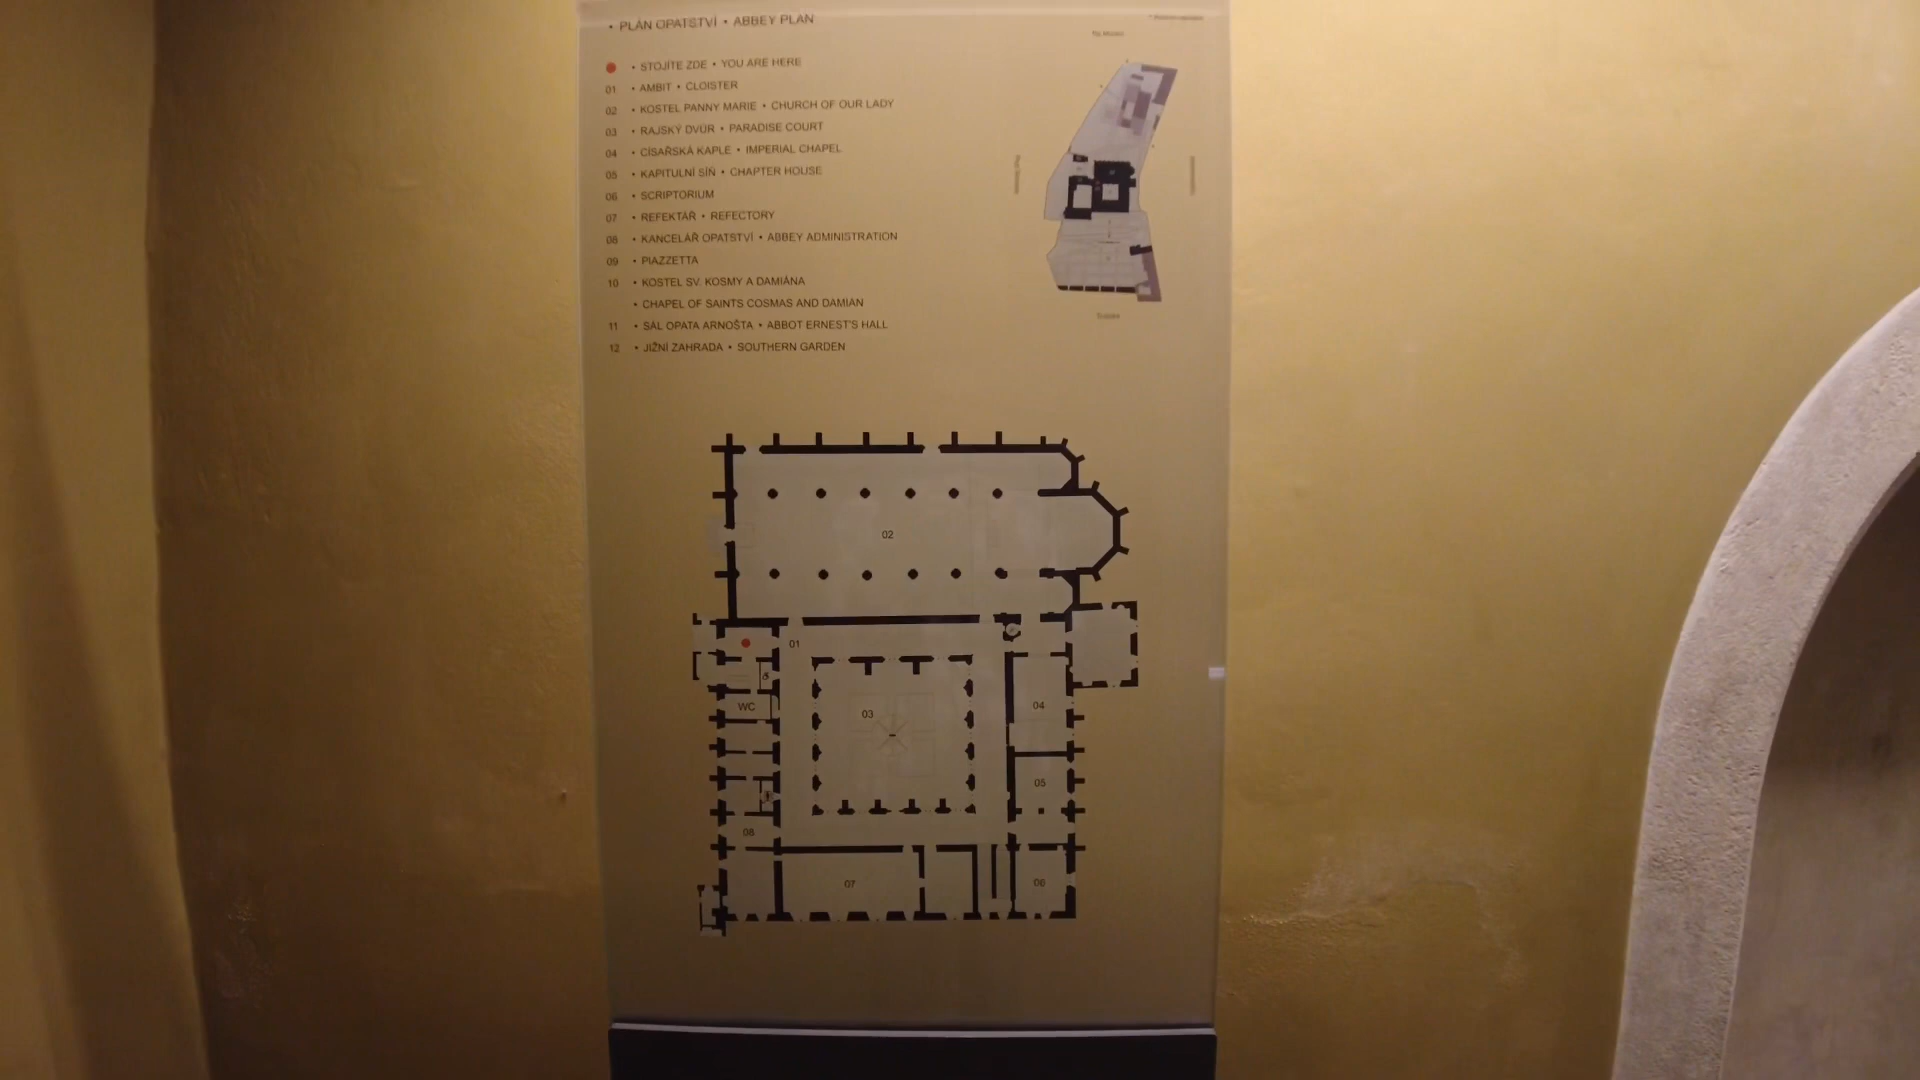 • PLÁN OPATSTVÍ • ABBEY PLAN
• STOJÍTE ZDE • YOU ARE HERE
01 • AMBIT • CLOISTER
02 • KOSTEL PANNY MARIE • CHURCH OF OUR LADY
03 • RAJSKÝ DVŮR • PARADISE COURT
04 • CÍSAŘSKÁ KAPLE • IMPERIAL CHAPEL
05 • KAPITULNÍ SÍŇ • CHAPTER HOUSE
06 • SCRIPTORIUM
07 • REFEKTÁŘ • REFECTORY
08 • KANCELÁŘ OPATSTVÍ • ABBEY ADMINISTRATION
09 • PIAZZETTA
10 • KOSTEL SV. KOSMY A DAMIÁNA
• CHAPEL OF SAINTS COSMAS AND DAMIAN
11 • SÁL OPATA ARNOŠTA • ABBOT ERNEST'S HALL
12 • JIŽNÍ ZAHRADA • SOUTHERN GARDEN
02
01
WC
03
04
05
08
07
06